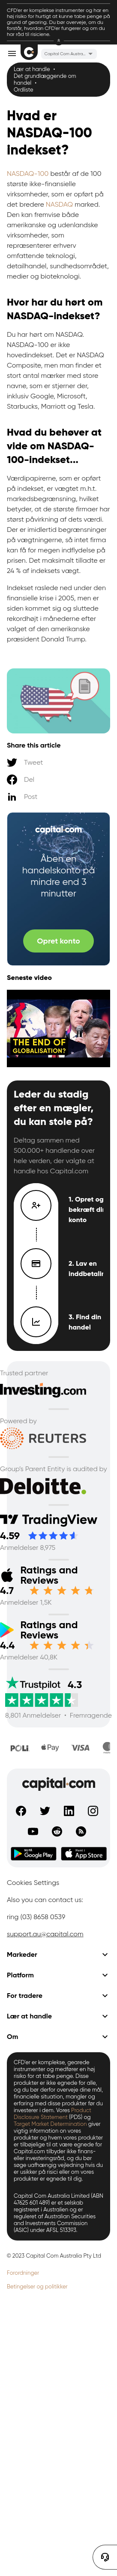 CFDer er komplekse instrumenter og har en
høj risiko for hurtigt at kunne tabe penge på
grund af gearing. Du bør overveje, om du
forstår, hvordan CFD'er fungerer og om du
har råd til risiciene.
Capital Com Austra...
Lær at handle •
Det grundlæggende om
handel •
Ordliste
Hvad er
NASDAQ-100
Indeksef?
NASDAQ-100 består af de 100
største ikke-finansielle
virksomheder, som er opført på
det ordrere NASDAQ marked.
Det kan fremvise både
amerikanske og udenlandske
virksomheder, som
repræsenterer erhverv
omfattende teknologi,
detailhandel, sundhedsområdet,
medier og bioteknologi.
Hvor har du hørt om
NASDAQ-indeksef?
Du har hørt om NASDAQ.
NASDAQ-100 er ikke
hovedindekset. Det er NASDAQ
Composite, men man finder et
stort antal mærker med store
navne, som et stjerner der,
inklusiv Google, Microsoft,
Starbucks, Morriott og Tesla.
Hvad du behøver at
vide om NASDAQ-
100-indekset...
Værdipapirerne, som er opført
på indekset, er vægtet m.h.t.
markedsbegrænsning, hvilket
betyder, at de største firmaer har
størst påvirkning af dets værdi.
Der er imidlertid begrænsninger
på vægtningerne, så intet firma
kan få for megen indflydelse på
prisen. Det maksimalt tilladte er
24 % af indekset i vægt.
Indekset raslede ned under den
finansielle krise i 2005, men er
siden kommet sig og sluttede
rekordhøjt i månederne efter
valget af den amerikanske
præsident Donald Trump.
Share this article
Tweet
Del
Post
capital.com
Åben en
handelskonto på
mindre end 3
minutter
Opret konto
Seneste video
THE END OF
GLOBALISATION?
Leder du stadig
efter en mægler,
du kan stole på?
Deltag sammen med
500.000+ handlende over
hele verden, der valgte at
handle hos Capital.com
1. Opret og
bekræft din
konto
2. Lav en
indbetaling
3. Find din
handel
Trusted partner
Investing.com
Powered by
REUTERS
Group's Parent Entity is audited by
Deloitte.
TradingView
4.59
Anmeldelser 8,975
Ratings and
Reviews
4.7
Anmeldelser 1,5K
Ratings and
Reviews
4.4
Anmeldelser 40,8K
Trustpilot 4.3
8,801 Anmeldelser • Fremragende
POLi Pay VISA
capital.com
GET IT ON Google Play
Download on the App Store
Cookies Settings
Also you can contact us:
ring (03) 8658 0539
support.au@capital.com
Markeder
Platform
For tradere
Lær at handle
Om
CFD'er er komplekse, gearede
instrumenter og medfører en høj
risiko for at tabe penge. Disse
produkter er ikke egnede for alle,
og du bør derfor overveje dine mål,
finansielle situation, mangler og
erfaring med disse produkter før du
investerer i dem. Vores Product
Disclosure Statement (PDS) og
Target Market Determination giver
vigtig information om vores
produkter og hvem vores produkter
er tilbøjelige til at være egnede for.
Capital.com tilbyder ikke finans-
eller investeringsråd, og du bør
tage uafhængig vejledning hvis du
er usikker på risici eller om vores
ordrer er egnede til dig.
Capital Com Australia Limited (ABN
47 625 601 489) er et selskab
registreret i Australien og er
reguleret af Australian Securities
and Investments Commission
(ASIC) under AFSL 513393.
© 2023 Capital Com Australia Pty Ltd
Forordninger
Betingelser og politikker